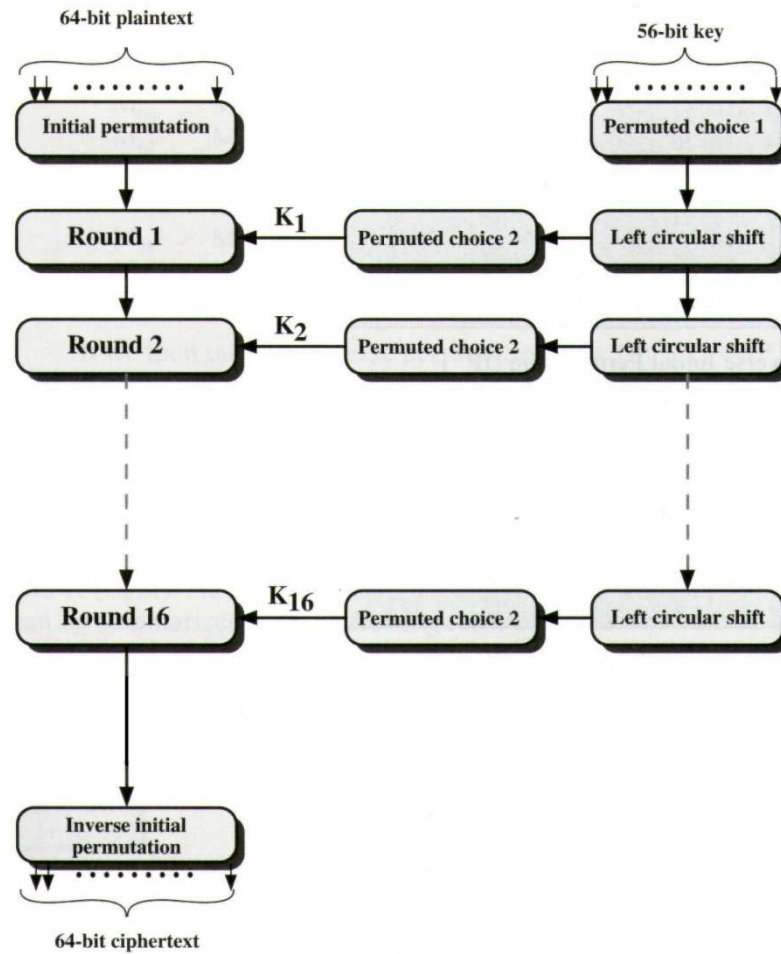 64-bit plaintext
56-bit key
Initial permutation
Permuted choice 1
K1
Round 1
Permuted choice 2
Left circular shift
K2
Round 2
Permuted choice 2
Left circular shift
K16
Round 16
Permuted choice 2
Left circular shift
Inverse initial
permutation
64-bit ciphertext